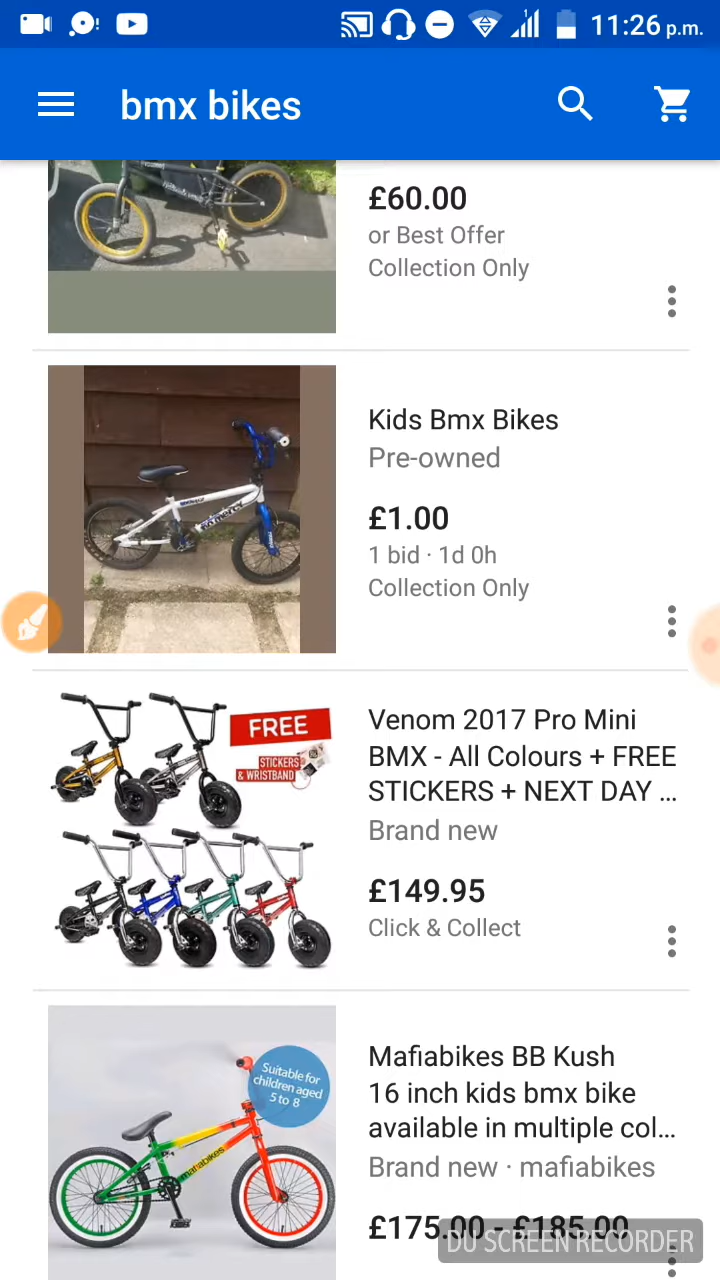 11:26 p.m.
bmx bikes
£60.00
or Best Offer
Collection Only
Kids Bmx Bikes
Pre-owned
£1.00
1 bid · 1d 0h
Collection Only
FREE
STICKERS
& WRISTBAND
Venom 2017 Pro Mini
BMX - All Colours + FREE
STICKERS + NEXT DAY ...
Brand new
£149.95
Click & Collect
Suitable for
children aged
5 to 8
mafiabikes
Mafiabikes BB Kush
16 inch kids bmx bike
available in multiple col...
Brand new · mafiabikes
£175.00 - £185.00
DU SCREEN RECORDER